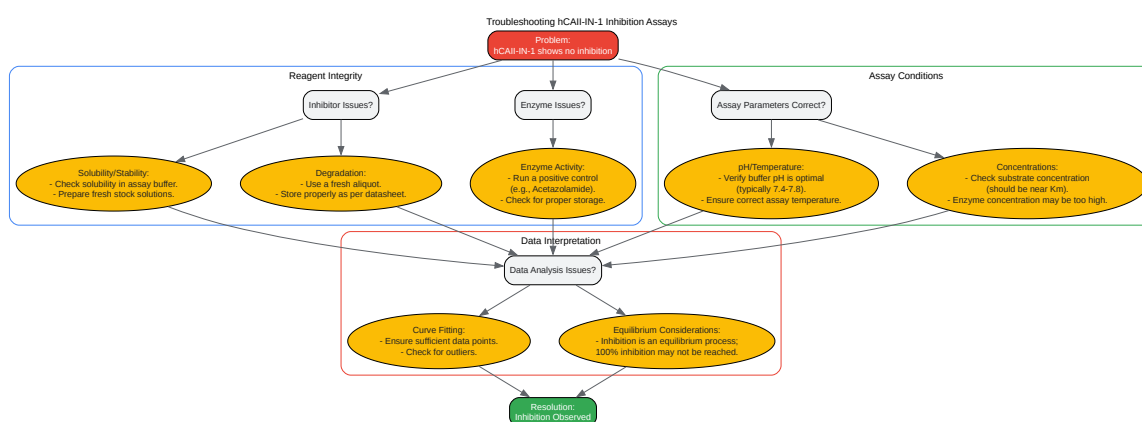 Troubleshooting hCAII-IN-1 Inhibition Assays
Problem:
hCAII-IN-1 shows no inhibition
Reagent Integrity
Assay Conditions
Inhibitor Issues?
Enzyme Issues?
Assay Parameters Correct?
Solubility/Stability:
- Check solubility in assay buffer.
- Prepare fresh stock solutions.
Degradation:
- Use a fresh aliquot.
- Store properly as per datasheet.
Enzyme Activity:
- Run a positive control
(e.g., Acetazolamide).
- Check for proper storage.
pH/Temperature:
- Verify buffer pH is optimal
(typically 7.4-7.8).
- Ensure correct assay temperature.
Concentrations:
- Check substrate concentration
(should be near Km).
- Enzyme concentration may be too high.
Data Interpretation
Data Analysis Issues?
Curve Fitting:
- Ensure sufficient data points.
- Check for outliers.
Equilibrium Considerations:
- Inhibition is an equilibrium process;
100% inhibition may not be reached.
Resolution:
Inhibition Observed